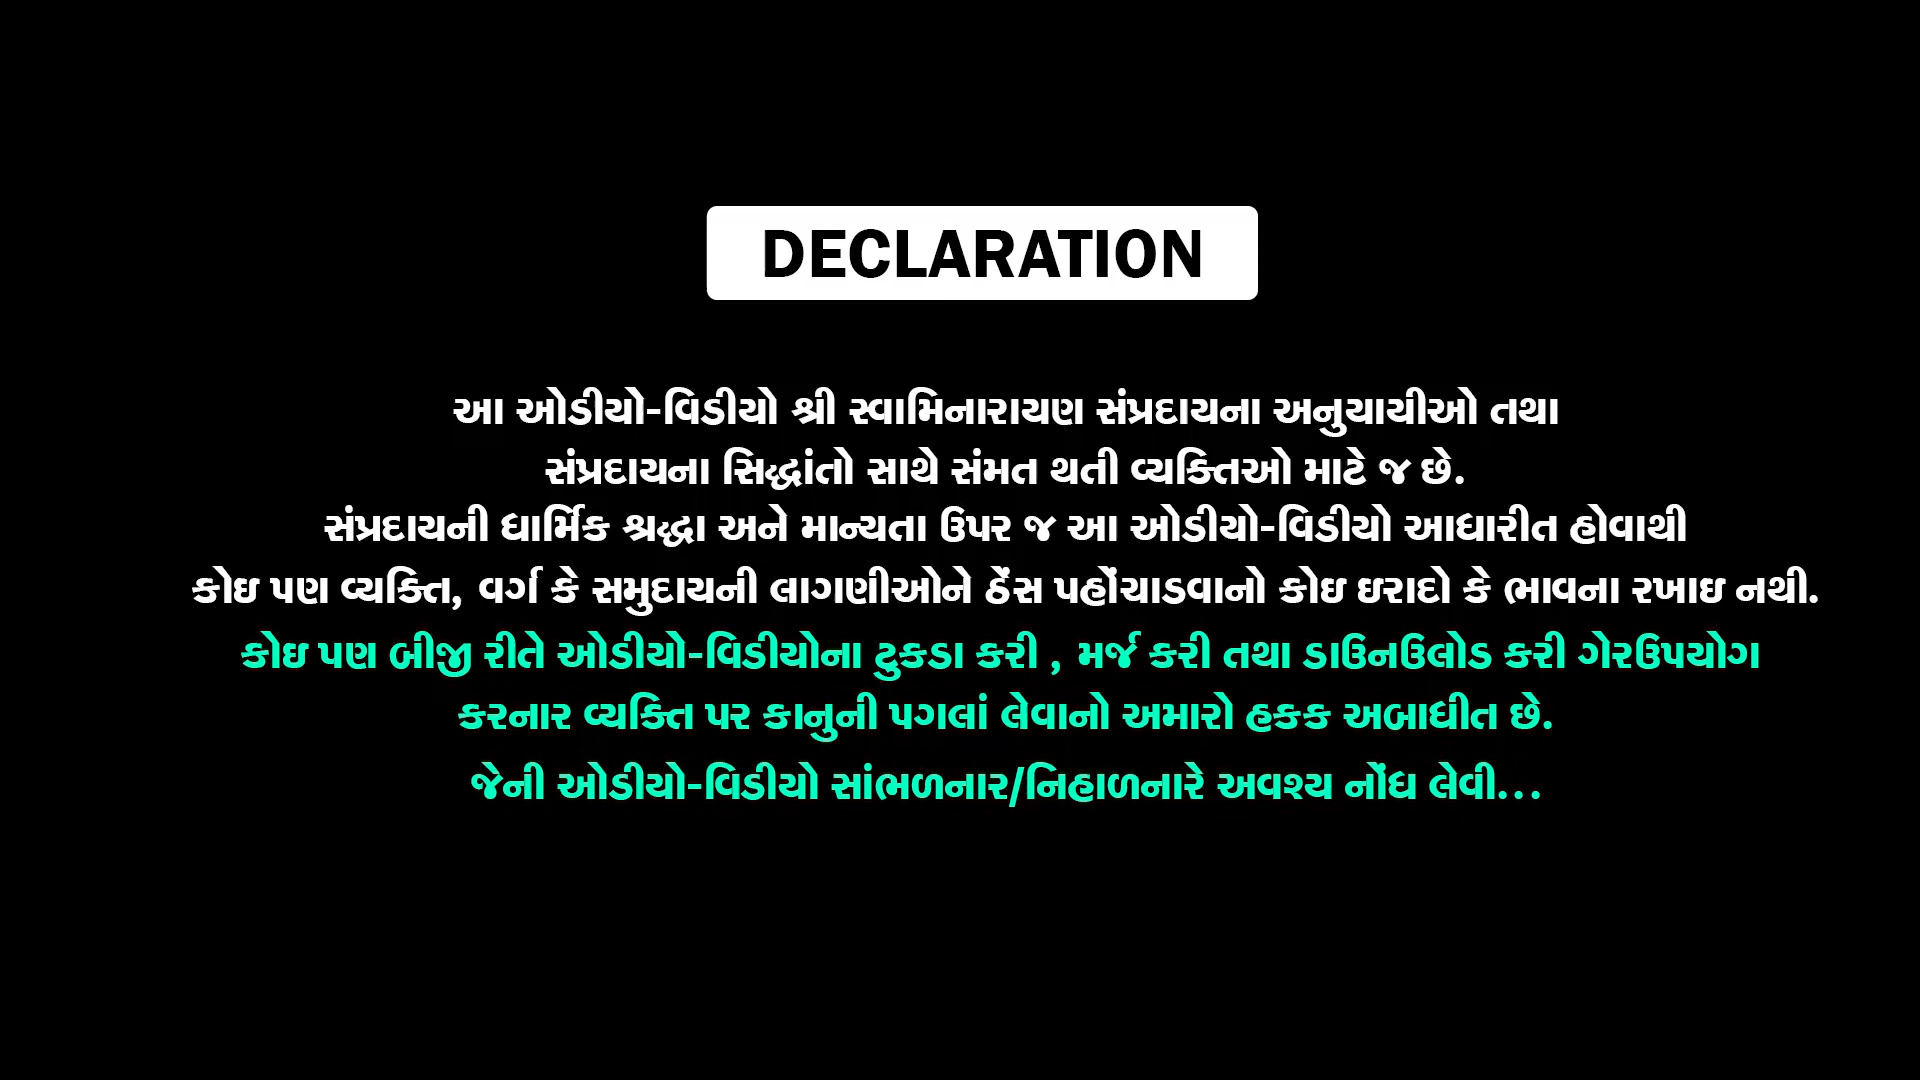 DECLARATION
આ ઓડીયો-વિડીયો શ્રી સ્વામિનારાયણ સંપ્રદાયના અનુયાયીઓ તથા
સંપ્રદાયના સિદ્ધાંતો સાથે સંમત થતી વ્યક્તિઓ માટે જ છે.
સંપ્રદાયની ધાર્મિક શ્રદ્ધા અને માન્યતા ઉપર જ આ ઓડીયો-વિડીયો આધારીત હોવાથી
કોઇ પણ વ્યક્તિ, વર્ગ કે સમુદાયની લાગણીઓને ઠેંસ પહોંચાડવાનો કોઇ ઇરાદો કે ભાવના રખાઇ નથી.
કોઇ પણ બીજી રીતે ઓડીયો-વિડીયોના ટુકડા કરી , મર્જ કરી તથા ડાઉનઉલોડ કરી ગેરઉપયોગ
કરનાર વ્યક્તિ પર કાનુની પગલાં લેવાનો અમારો હકક અબાધીત છે.
જેની ઓડીયો-વિડીયો સાંભળનાર/નિહાળનારે અવશ્ય નોંધ લેવી...